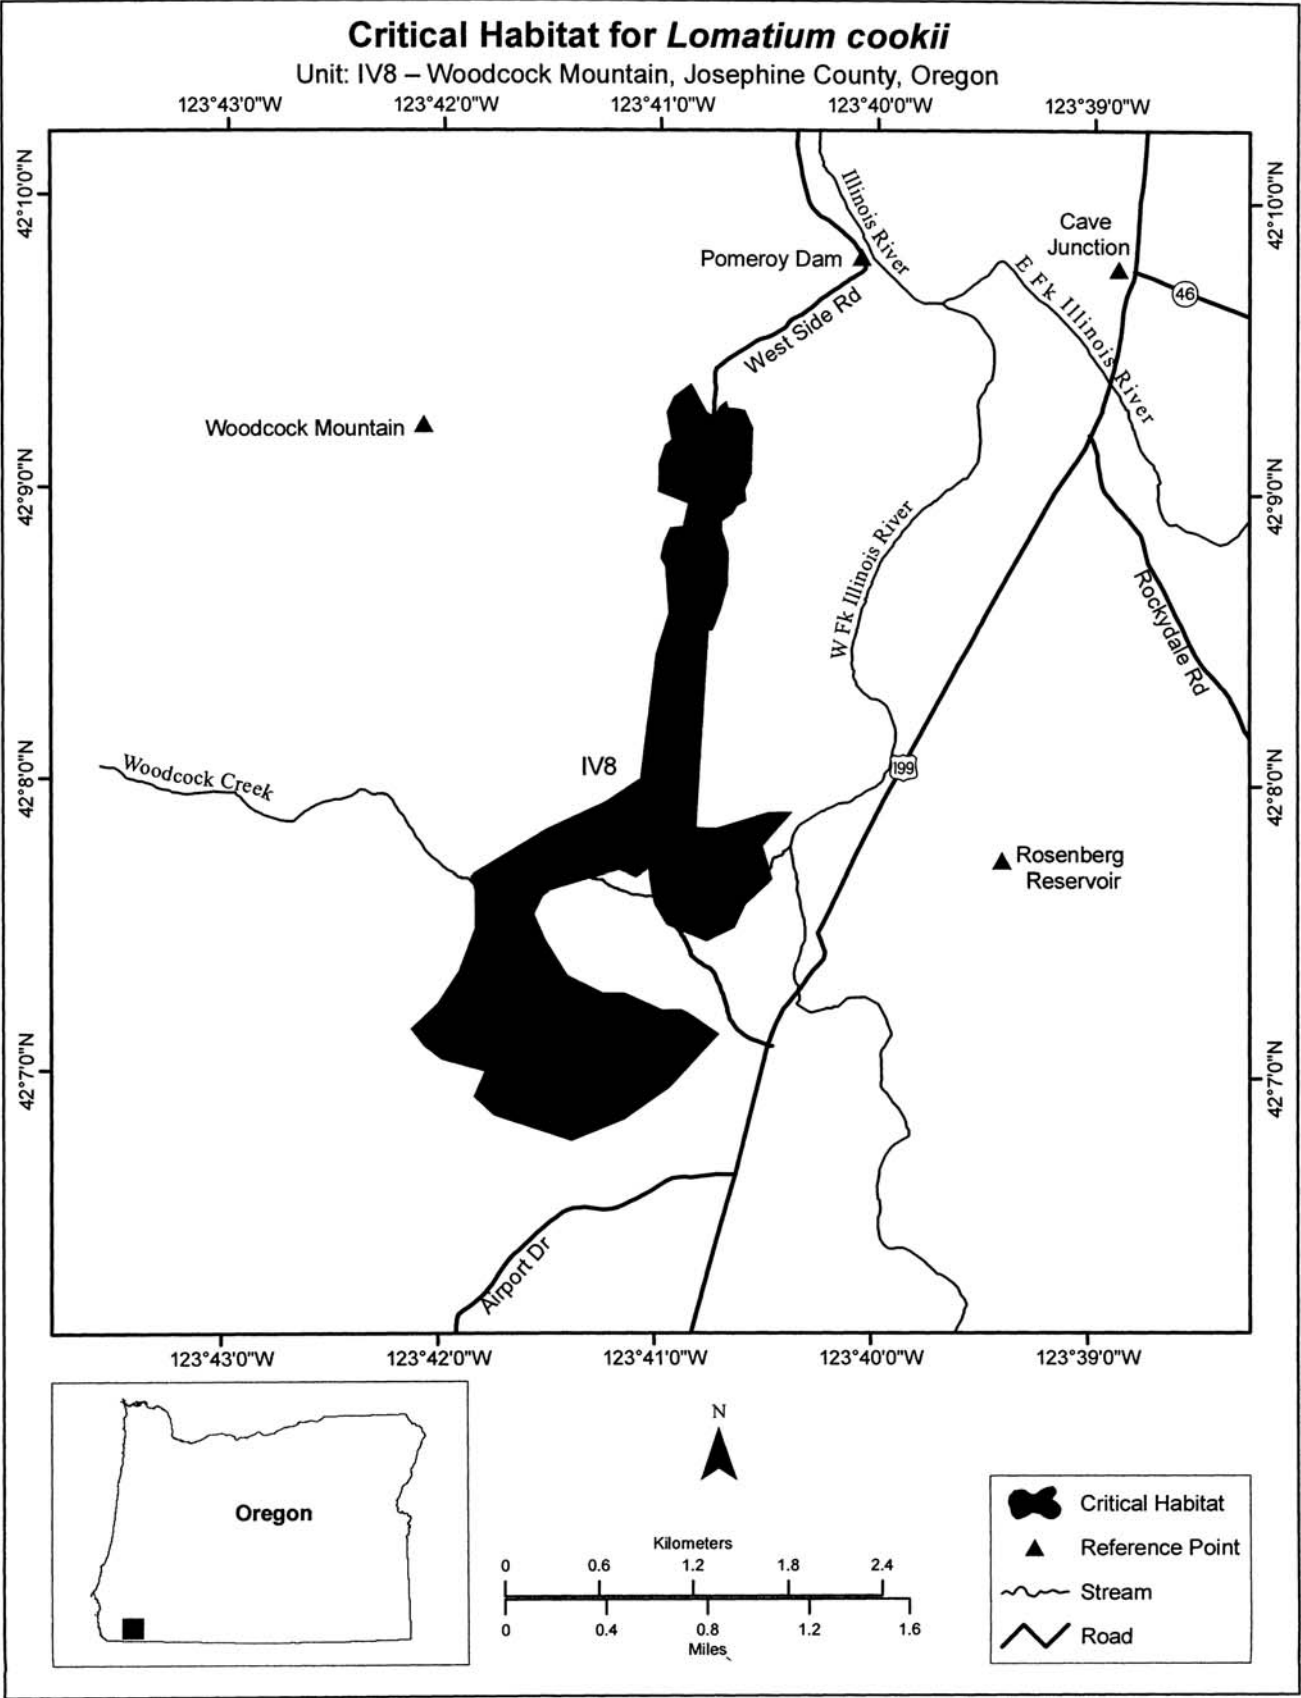 Critical Habitat for Lomatium cookii
Unit: IV8 – Woodcock Mountain, Josephine County, Oregon
123°43'0"W 123°42'0"W 123°41'0"W 123°40'0"W 123°39'0"W
42°10'0"N
42°10'0"N
Illinois River
Cave
Junction
Pomeroy Dam
E Fk Illinois River
46
West Side Rd
Woodcock Mountain
42°9'0"N
42°9'0"N
W Fk Illinois River
Rockydale Rd
IV8
199
Woodcock Creek
42°8'0"N
42°8'0"N
Rosenberg
Reservoir
42°7'0"N
42°7'0"N
Airport Dr
123°43'0"W 123°42'0"W 123°41'0"W 123°40'0"W 123°39'0"W
N
Oregon
Kilometers
0 0.6 1.2 1.8 2.4
0 0.4 0.8 1.2 1.6
Miles
Critical Habitat
Reference Point
Stream
Road